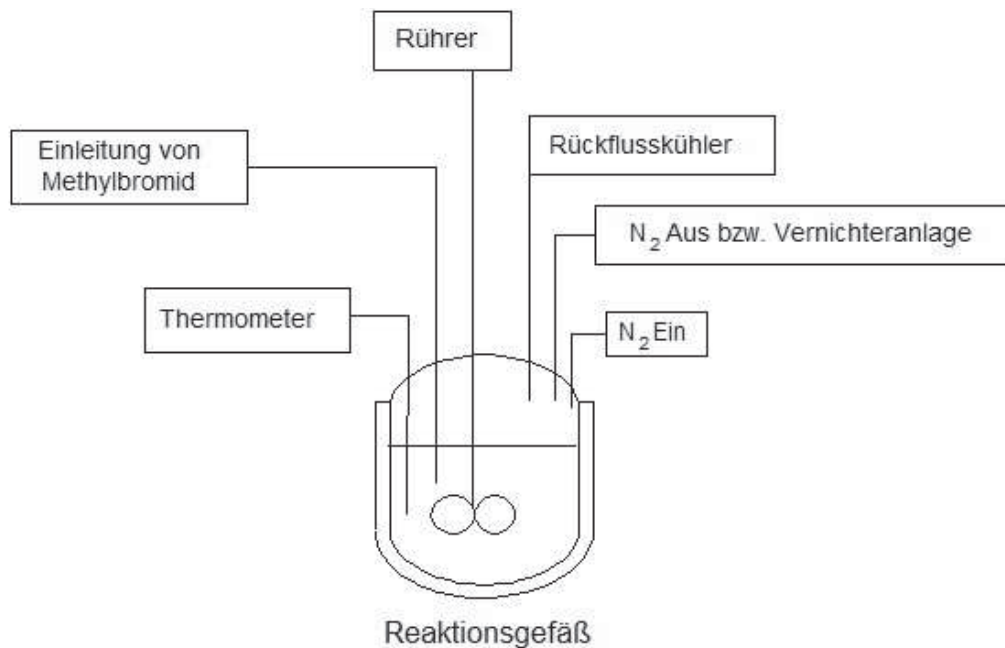 Rührer
Einleitung von
Methylbromid
Rückflusskühler
N2 Aus bzw. Vernichteranlage
Thermometer
N2 Ein
Reaktionsgefäß